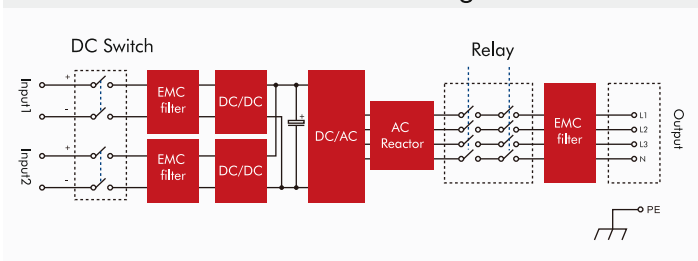 DC Switch
Relay
Input1
+
-
EMC
filter
DC/DC
+
DC/AC
AC
Reactor
EMC
filter
L1
L2
L3
N
Output
Input2
+
-
EMC
filter
DC/DC
PE